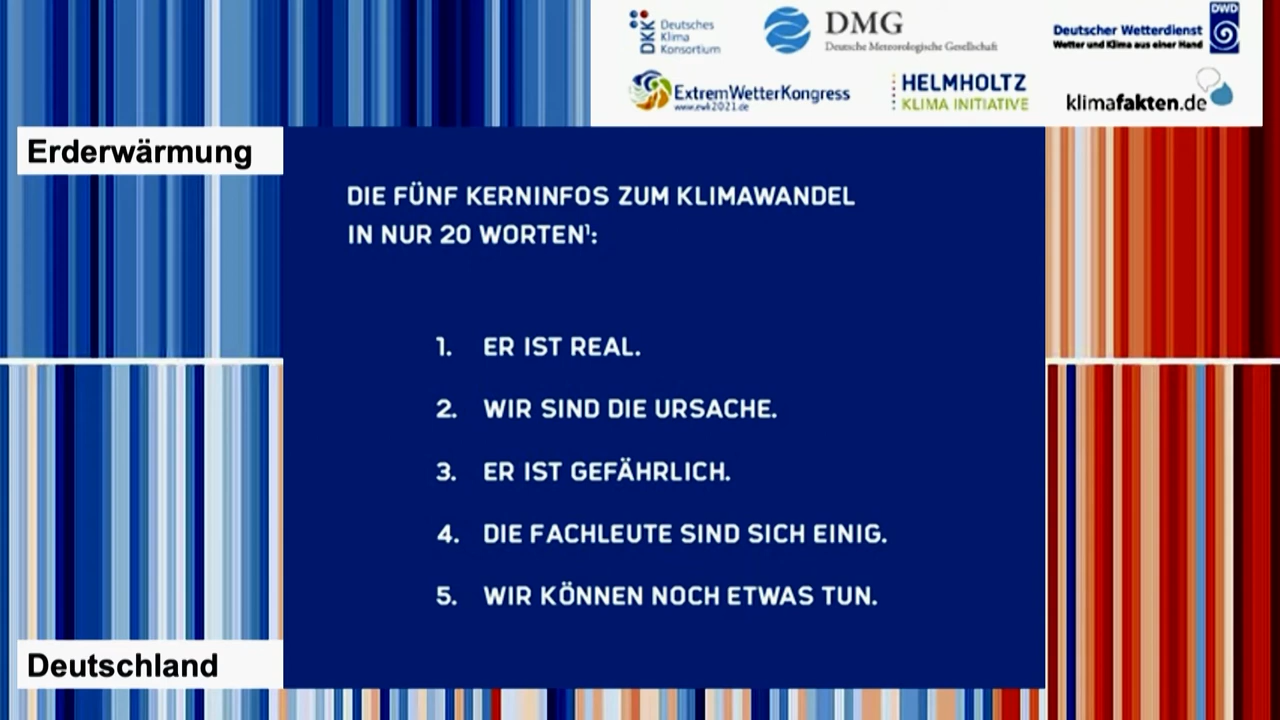 DKK Deutsches
Klima
Konsortium
DMG
Deutsche Meteorologische Gesellschaft
Deutscher Wetterdienst
Wetter und Klima aus einer Hand
DWD
ExtremWetterKongress
www.ewk2021.de
HELMHOLTZ
KLIMA INITIATIVE
klimafakten.de
Erderwärmung
DIE FÜNF KERNINFOS ZUM KLIMAWANDEL
IN NUR 20 WORTEN¹:
1. ER IST REAL.
2. WIR SIND DIE URSACHE.
3. ER IST GEFÄHRLICH.
4. DIE FACHLEUTE SIND SICH EINIG.
5. WIR KÖNNEN NOCH ETWAS TUN.
Deutschland